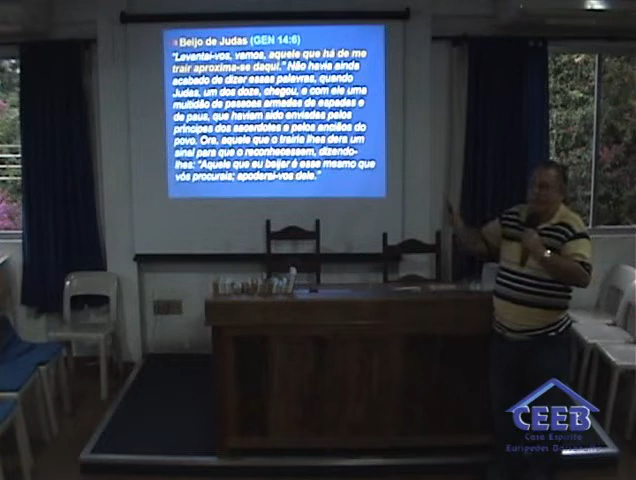 Beijo de Judas (GEN 14:6)
"Levantai-vos, vamos, aquele que há de me
trair aproxima-se daqui." Não havia ainda
acabado de dizer essas palavras, quando
Judas, um dos doze, chegou, e com ele uma
multidão de pessoas armadas de espadas e
de paus, que haviam sido enviadas pelos
príncipes dos sacerdotes e pelos anciãos do
povo. Ora, aquele que o trairia lhes dera um
sinal para que o reconhecessem, dizendo-
lhes: "Aquele que eu beijar é esse mesmo que
vós procurais; apoderai-vos dele."
CEEB
Casa Espírita
Eurípedes